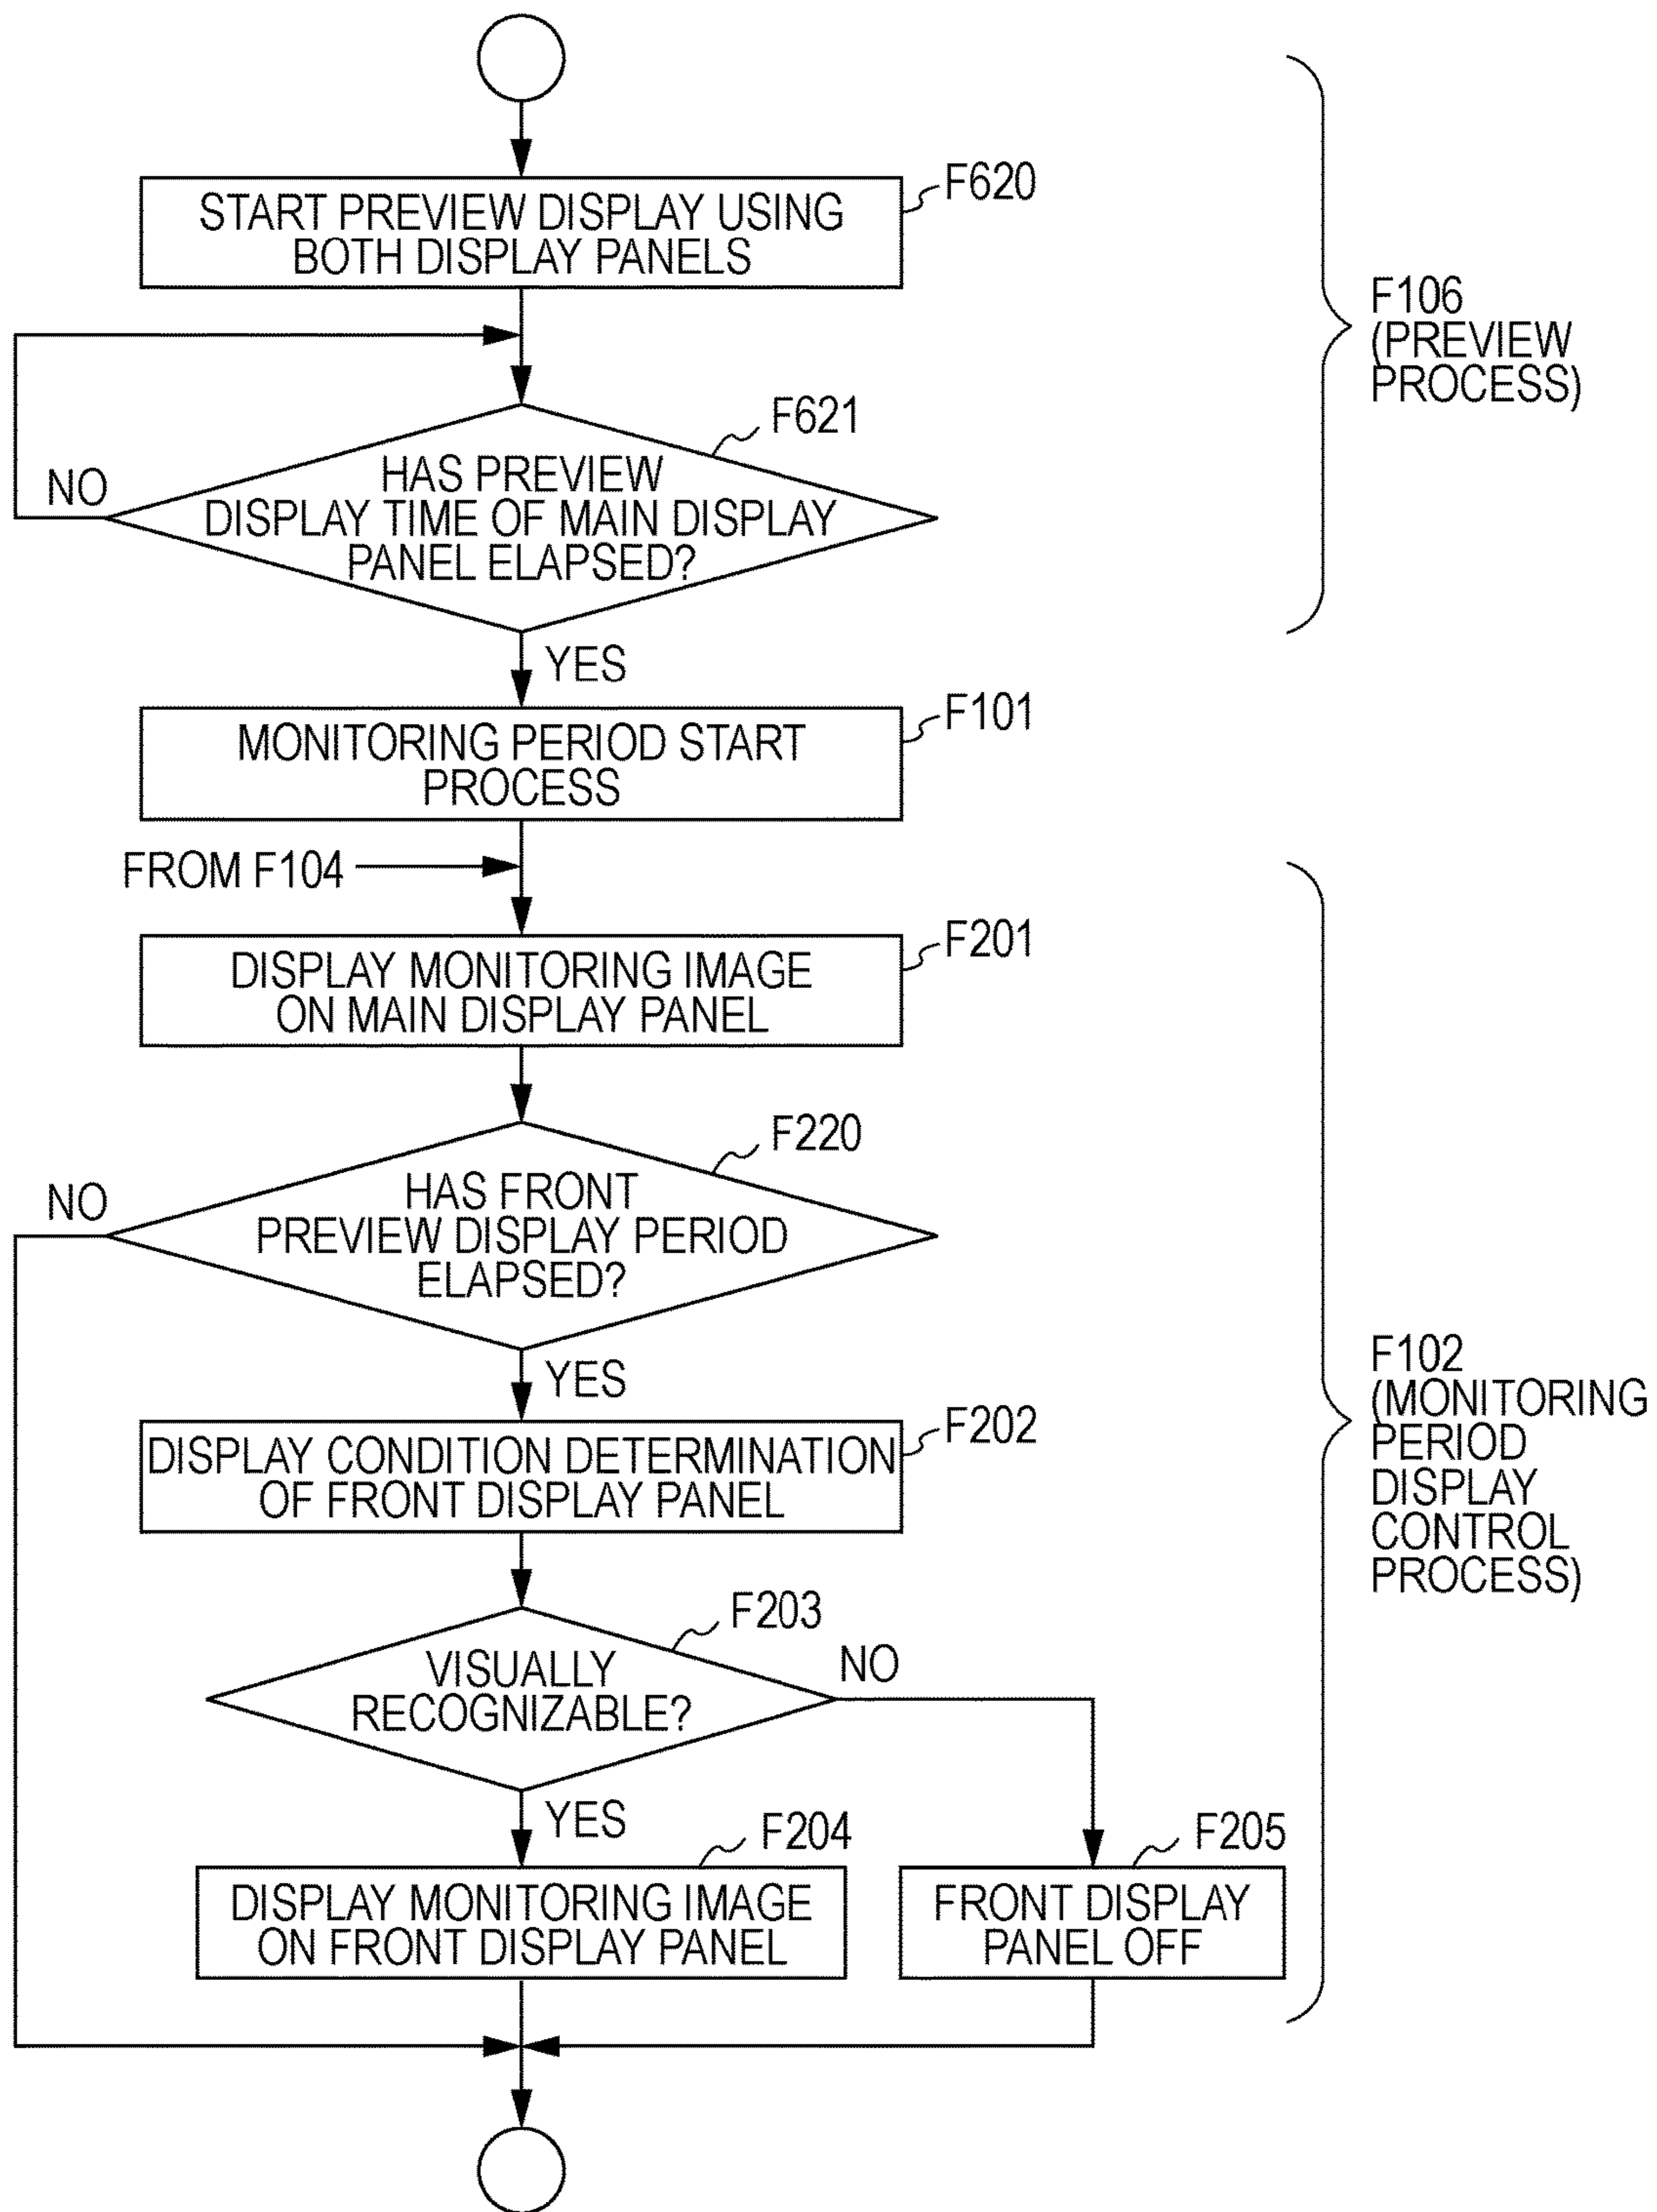 F620
START PREVIEW DISPLAY USING
BOTH DISPLAY PANELS
F106
(PREVIEW
PROCESS)
F621
HAS PREVIEW
DISPLAY TIME OF MAIN DISPLAY
PANEL ELAPSED?
NO
YES
F101
MONITORING PERIOD START
PROCESS
FROM F104
F201
DISPLAY MONITORING IMAGE
ON MAIN DISPLAY PANEL
F220
HAS FRONT
PREVIEW DISPLAY PERIOD
ELAPSED?
NO
YES
F102
(MONITORING
PERIOD
DISPLAY
CONTROL
PROCESS)
F202
DISPLAY CONDITION DETERMINATION
OF FRONT DISPLAY PANEL
F203
VISUALLY
RECOGNIZABLE?
NO
YES
F204
DISPLAY MONITORING IMAGE
ON FRONT DISPLAY PANEL
F205
FRONT DISPLAY
PANEL OFF